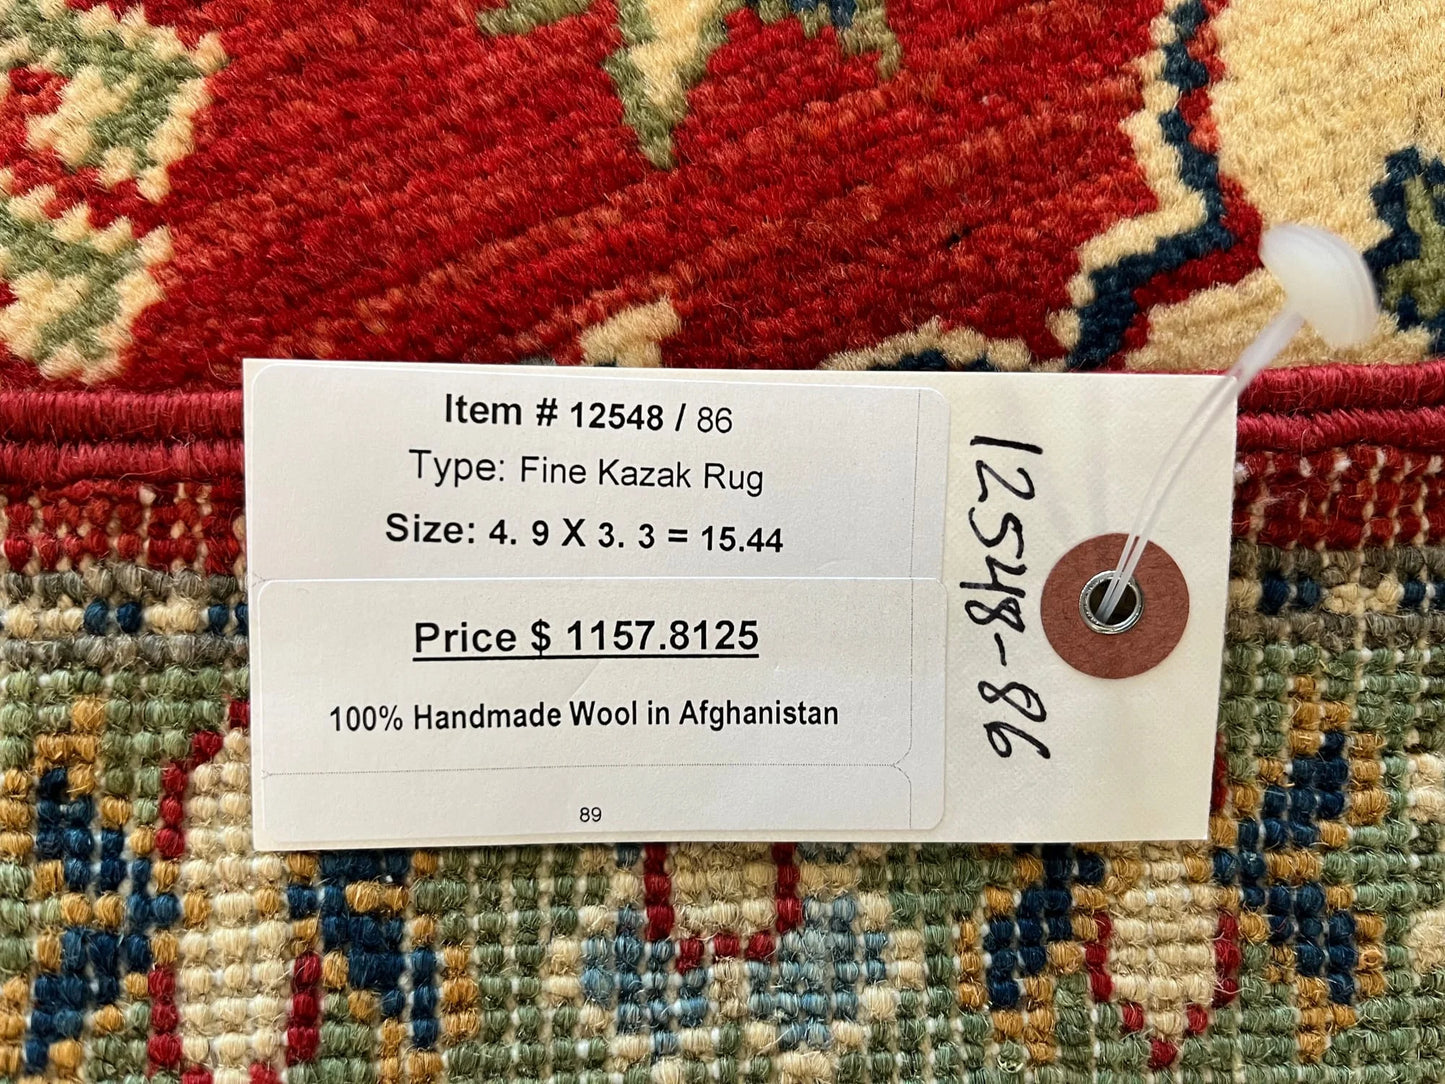 Item # 12548 / 86
Type: Fine Kazak Rug
Size: 4. 9 X 3. 3 = 15.44
Price $ 1157.8125
100% Handmade Wool in Afghanistan
89
12548-86